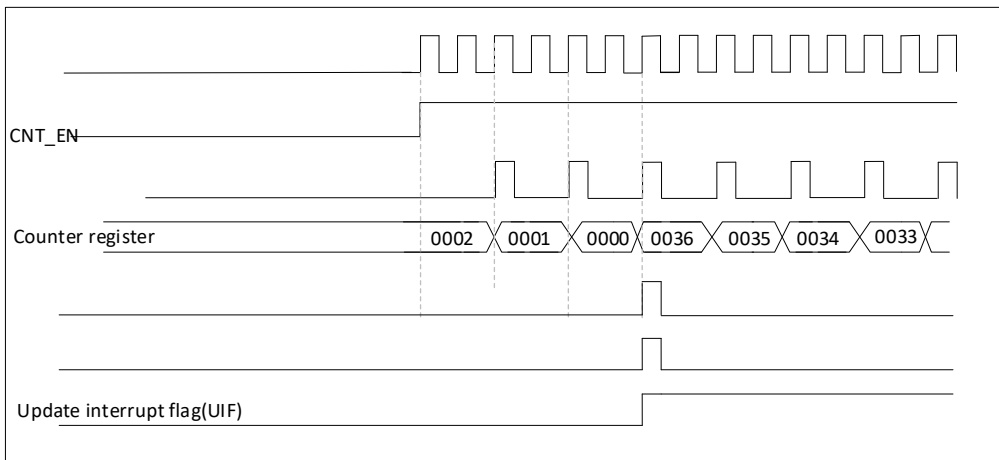 CNT_EN
Counter register 0002 0001 0000 0036 0035 0034 0033
Update interrupt flag(UIF)